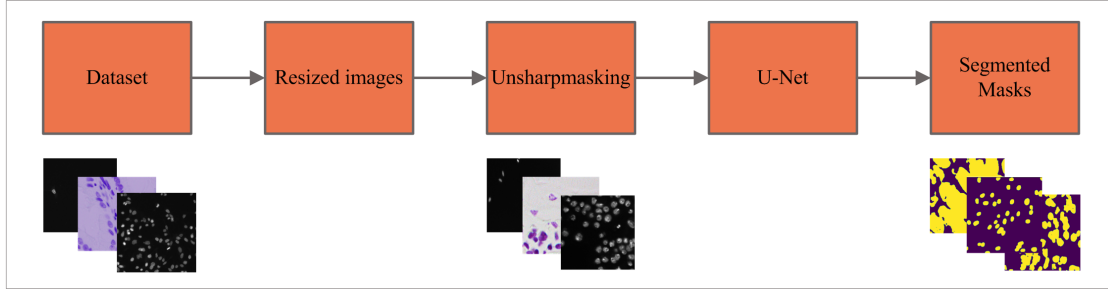 Dataset
Resized images
Unsharpmasking
U-Net
Segmented
Masks